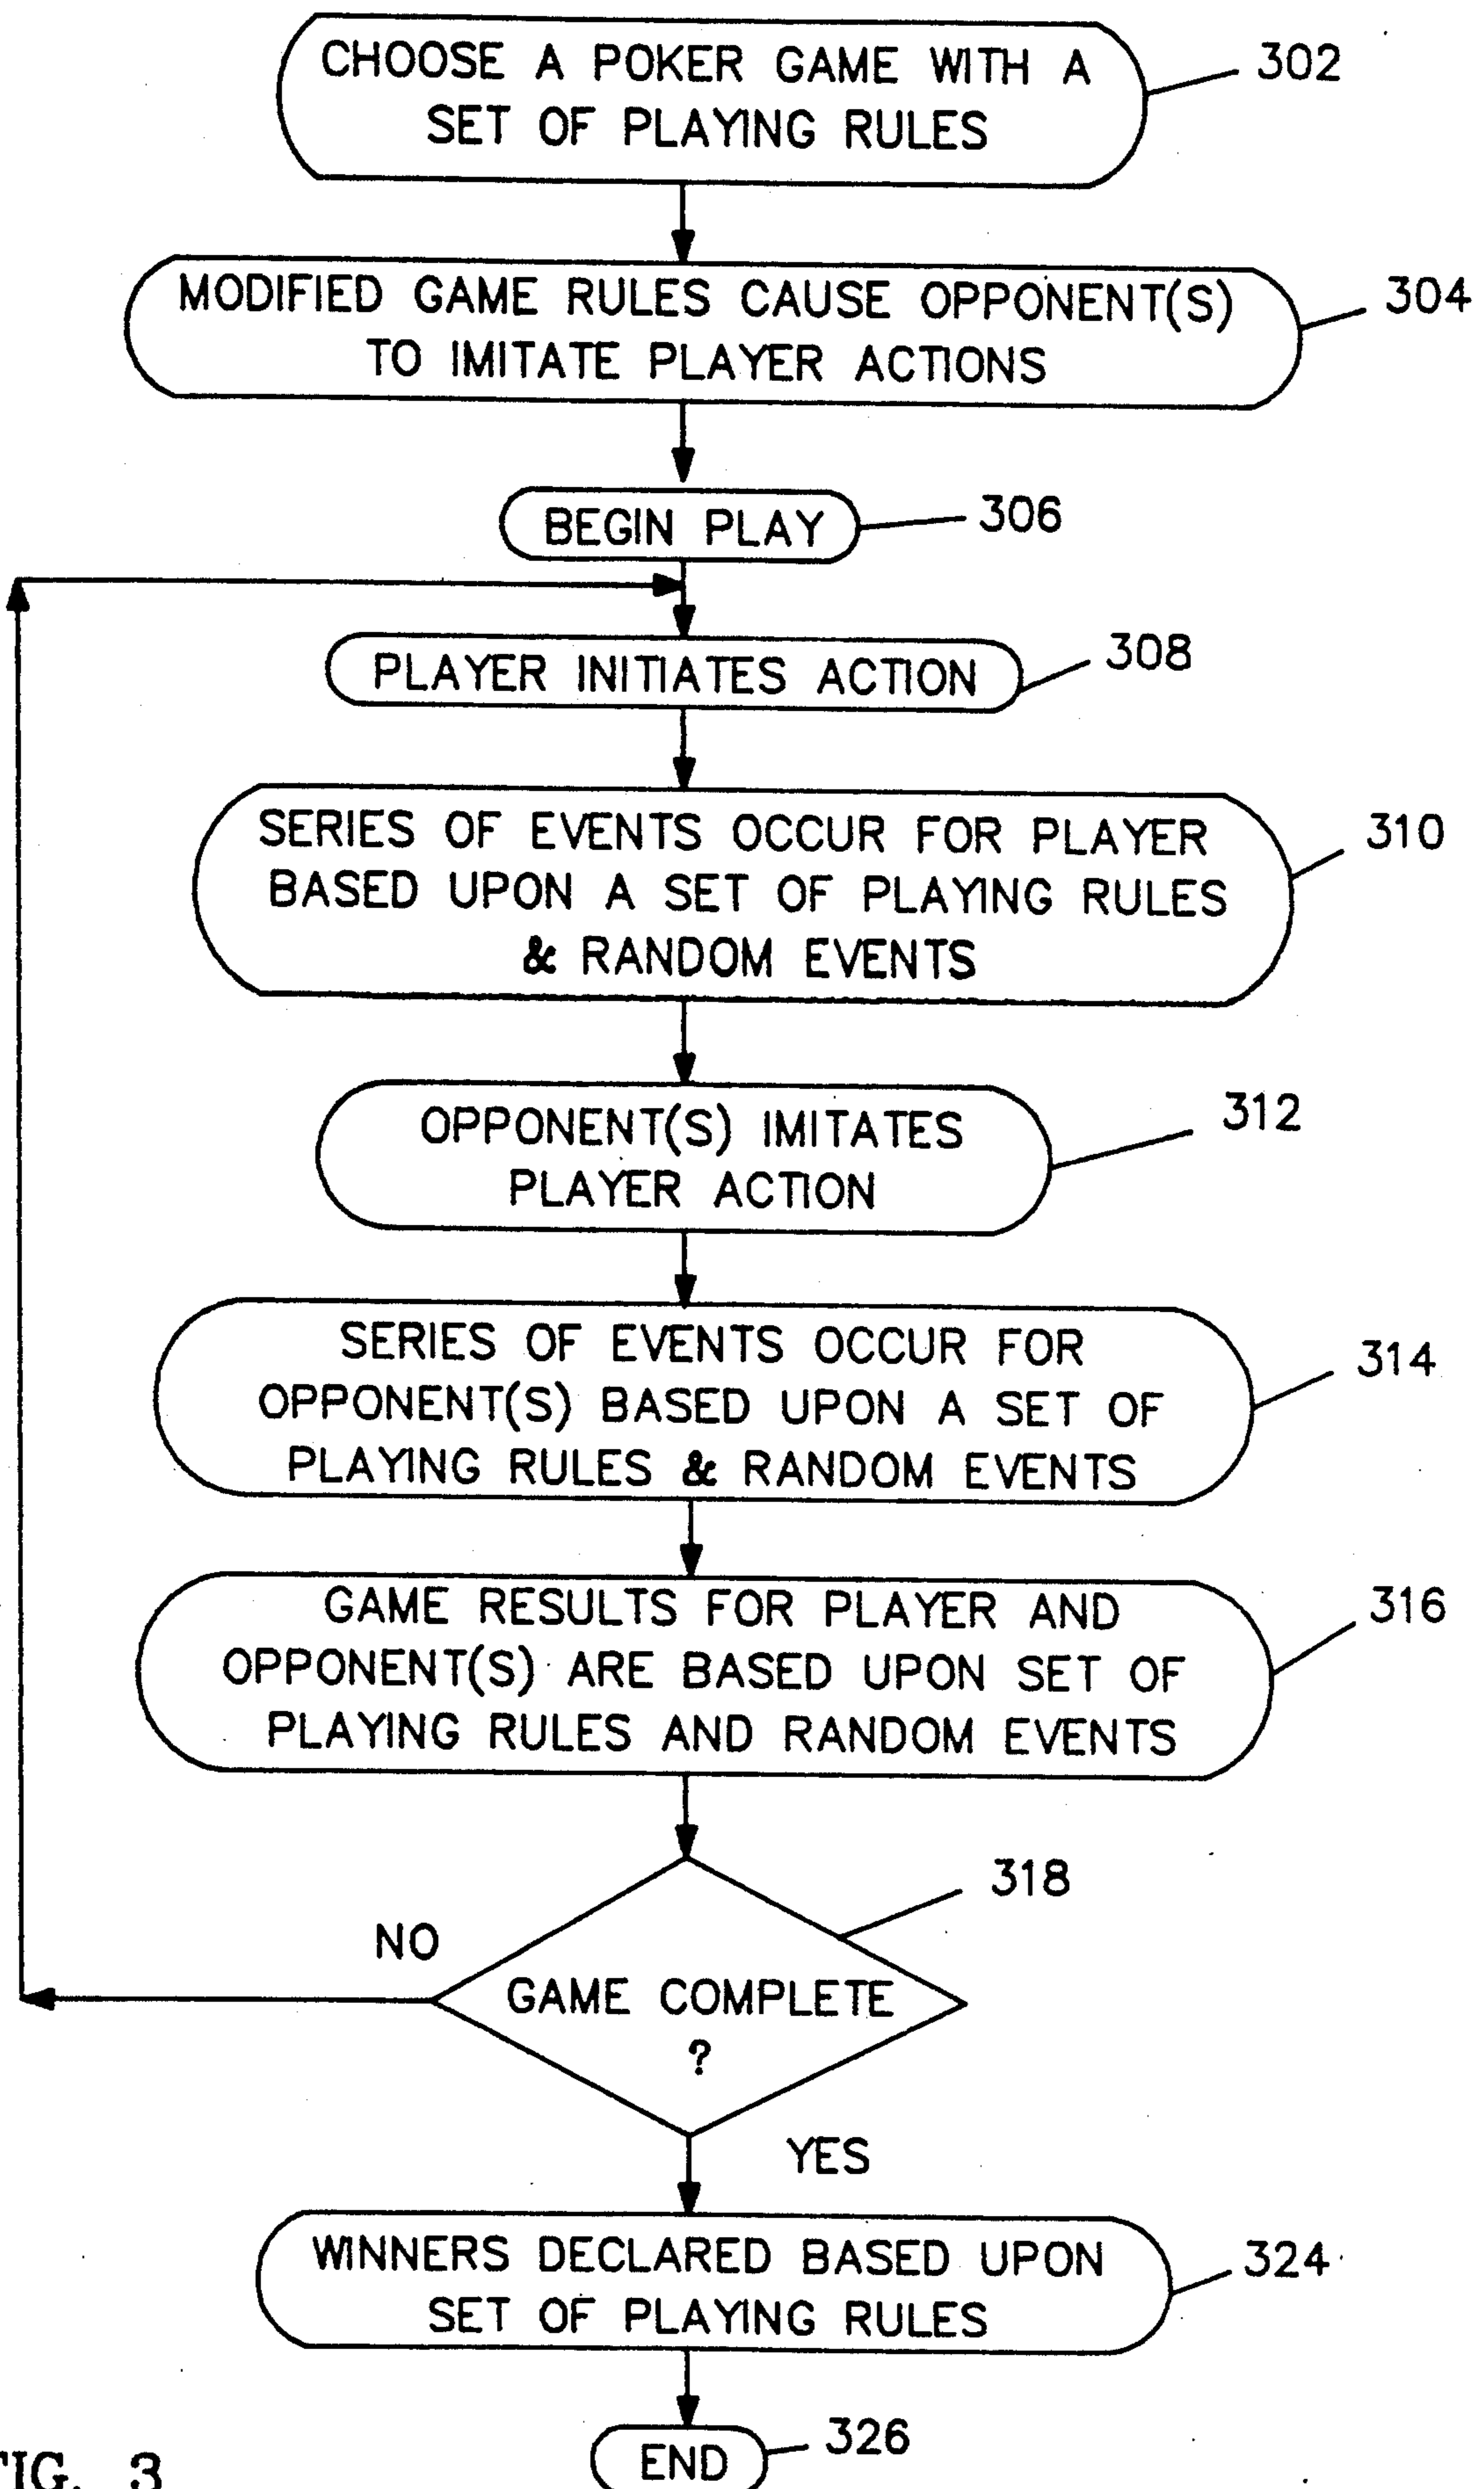 CHOOSE A POKER GAME WITH A
SET OF PLAYING RULES
302
MODIFIED GAME RULES CAUSE OPPONENT(S)
TO IMITATE PLAYER ACTIONS
304
BEGIN PLAY
306
PLAYER INITIATES ACTION
308
SERIES OF EVENTS OCCUR FOR PLAYER
BASED UPON A SET OF PLAYING RULES
& RANDOM EVENTS
310
OPPONENT(S) IMITATES
PLAYER ACTION
312
SERIES OF EVENTS OCCUR FOR
OPPONENT(S) BASED UPON A SET OF
PLAYING RULES & RANDOM EVENTS
314
GAME RESULTS FOR PLAYER AND
OPPONENT(S) ARE BASED UPON SET OF
PLAYING RULES AND RANDOM EVENTS
316
318
NO
GAME COMPLETE
?
YES
WINNERS DECLARED BASED UPON
SET OF PLAYING RULES
324
END
326
FIG. 3